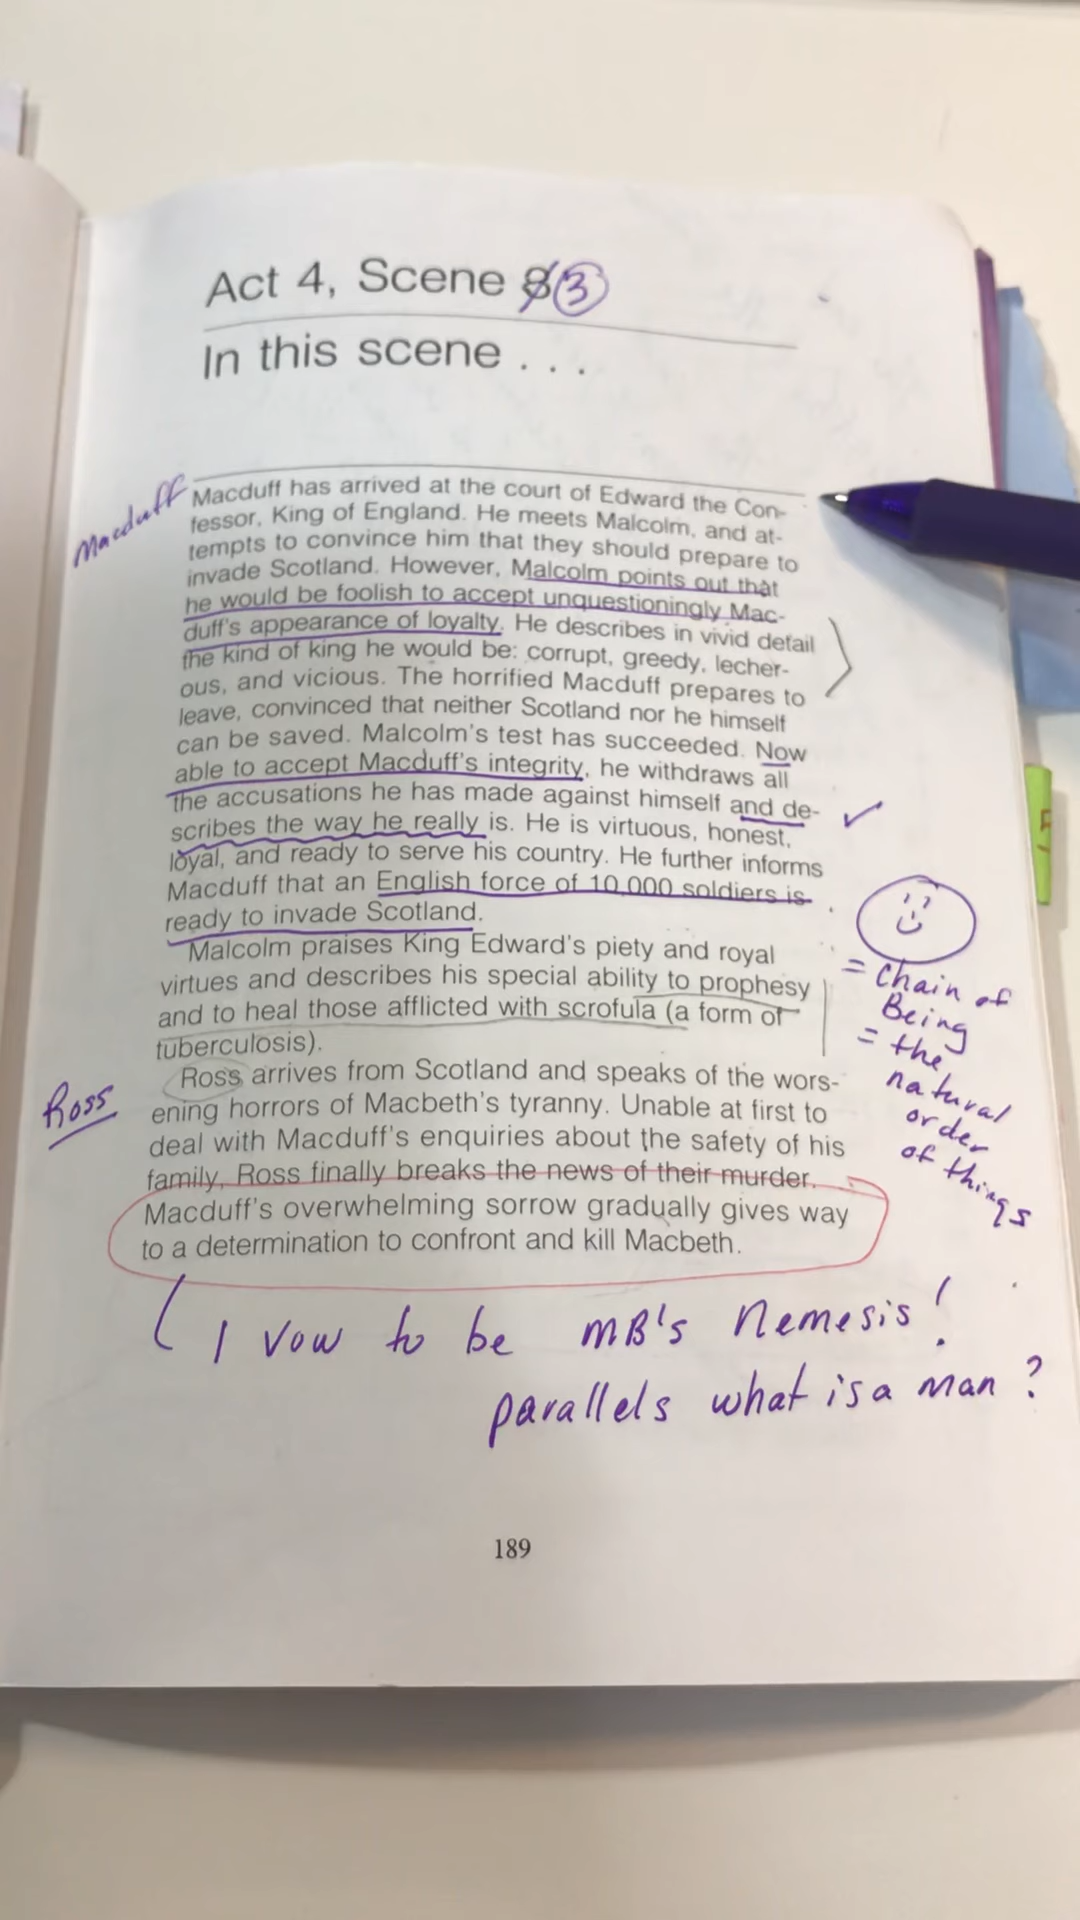 Act 4, Scene 8 3
In this scene . . .
Macduff
Macduff has arrived at the court of Edward the Con-
fessor, King of England. He meets Malcolm, and at-
tempts to convince him that they should prepare to
invade Scotland. However, Malcolm points out that
he would be foolish to accept unquestioningly Mac-
duff's appearance of loyalty. He describes in vivid detail
the kind of king he would be: corrupt, greedy, lecher-
ous, and vicious. The horrified Macduff prepares to
leave, convinced that neither Scotland nor he himself
can be saved. Malcolm's test has succeeded. Now
able to accept Macduff's integrity, he withdraws all
the accusations he has made against himself and de-
scribes the way he really is. He is virtuous, honest,
loyal, and ready to serve his country. He further informs
Macduff that an English force of 10,000 soldiers is
ready to invade Scotland.
Malcolm praises King Edward's piety and royal
virtues and describes his special ability to prophesy
and to heal those afflicted with scrofula (a form of
tuberculosis).
= Chain of
Being
= the
natural
order
of things
Ross
Ross arrives from Scotland and speaks of the wors-
ening horrors of Macbeth's tyranny. Unable at first to
deal with Macduff's enquiries about the safety of his
family, Ross finally breaks the news of their murder.
Macduff's overwhelming sorrow gradually gives way
to a determination to confront and kill Macbeth.
I vow to be MB's nemesis!
parallels what is a man?
189